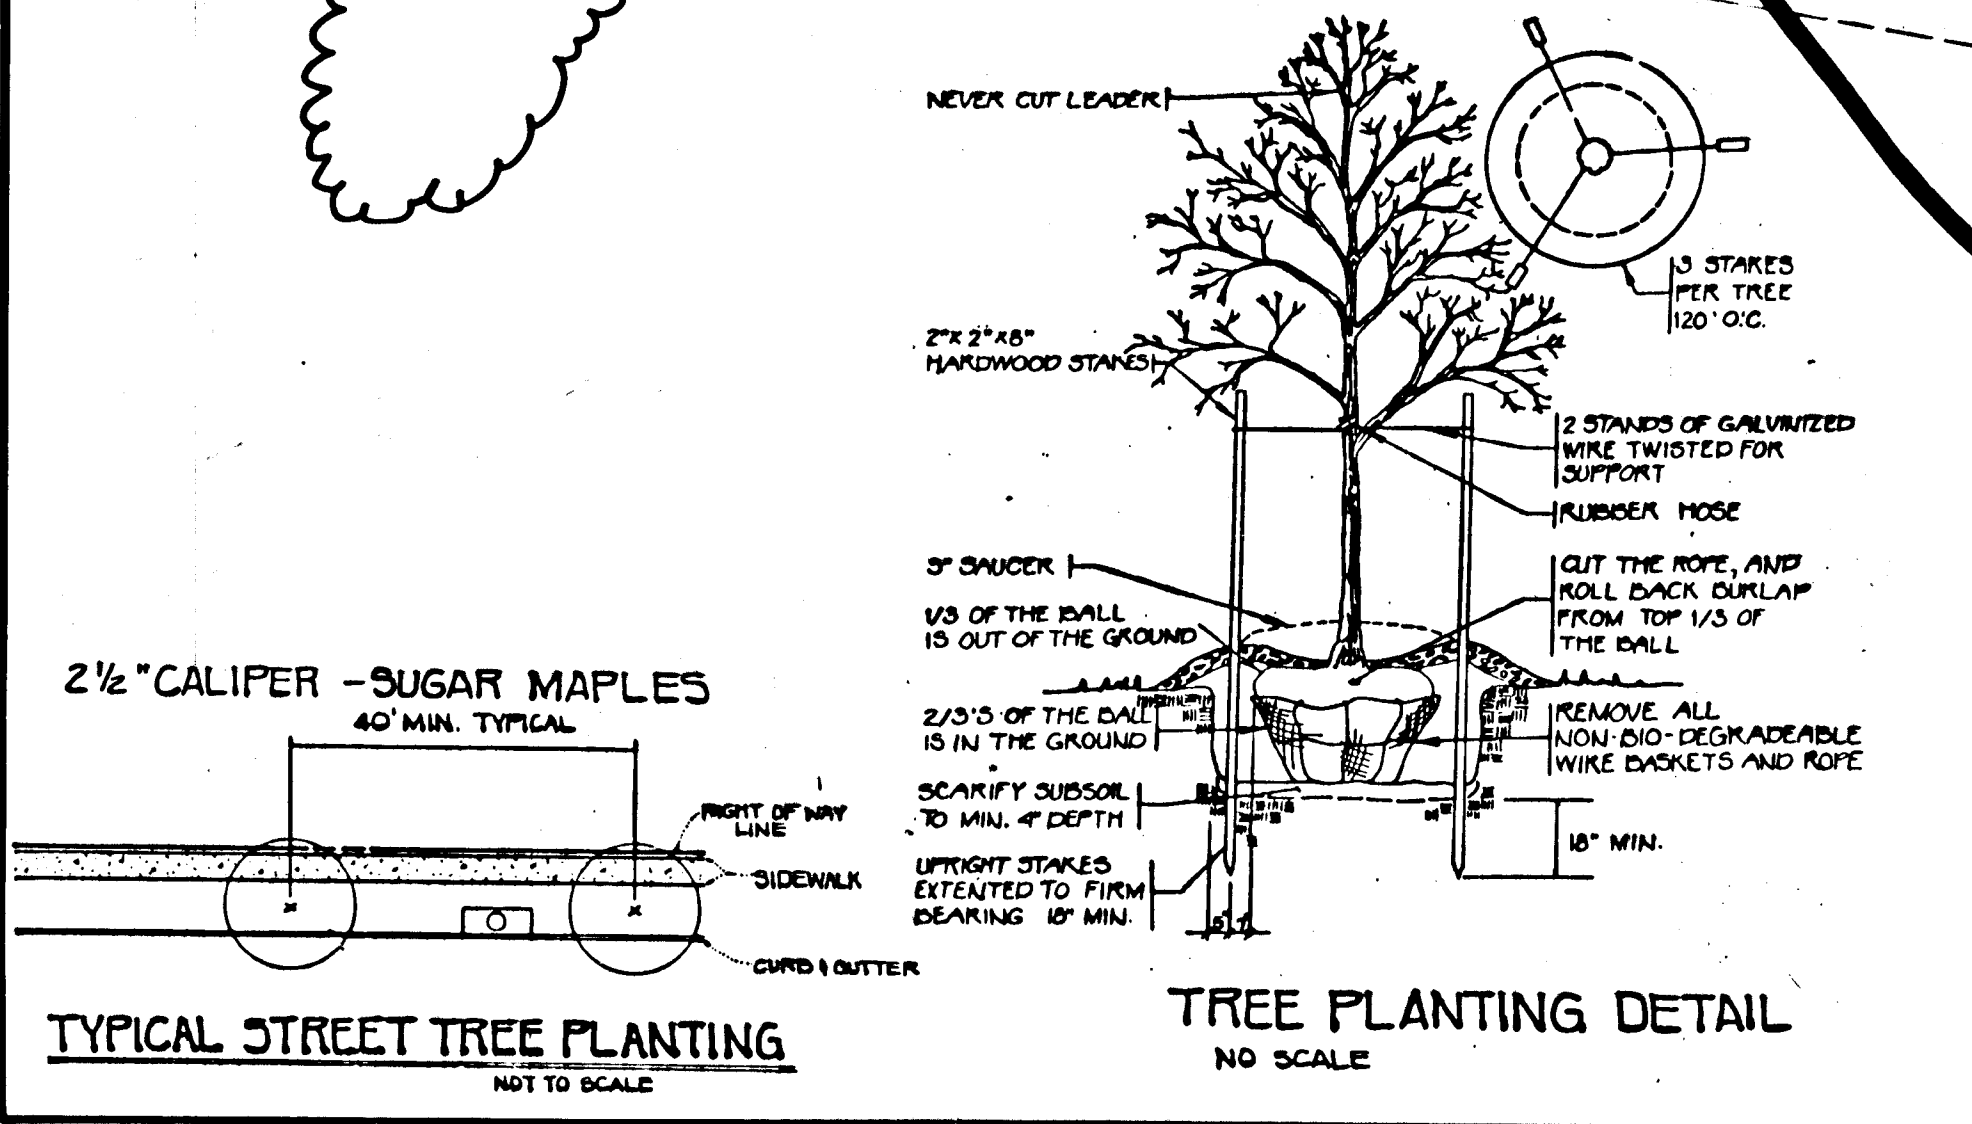 NEVER CUT LEADER
3 STAKES
PER TREE
120° O.C.
2"x 2"x8"
HARDWOOD STAKES
2 STANDS OF GALVINIZED
WIRE TWISTED FOR
SUPPORT
RUBBER HOSE
3" SAUCER
1/3 OF THE BALL
IS OUT OF THE GROUND
CUT THE ROPE, AND
ROLL BACK BURLAP
FROM TOP 1/3 OF
THE BALL
2/3'S OF THE BALL
IS IN THE GROUND
REMOVE ALL
NON-BIO-DEGRADEABLE
WIRE BASKETS AND ROPE
SCARIFY SUBSOIL
TO MIN. 4" DEPTH
18" MIN.
UPRIGHT STAKES
EXTENTED TO FIRM
BEARING 18" MIN.
TREE PLANTING DETAIL
NO SCALE
2 1/2" CALIPER - SUGAR MAPLES
40' MIN. TYPICAL
RIGHT OF WAY
LINE
SIDEWALK
CURB & GUTTER
TYPICAL STREET TREE PLANTING
NOT TO SCALE